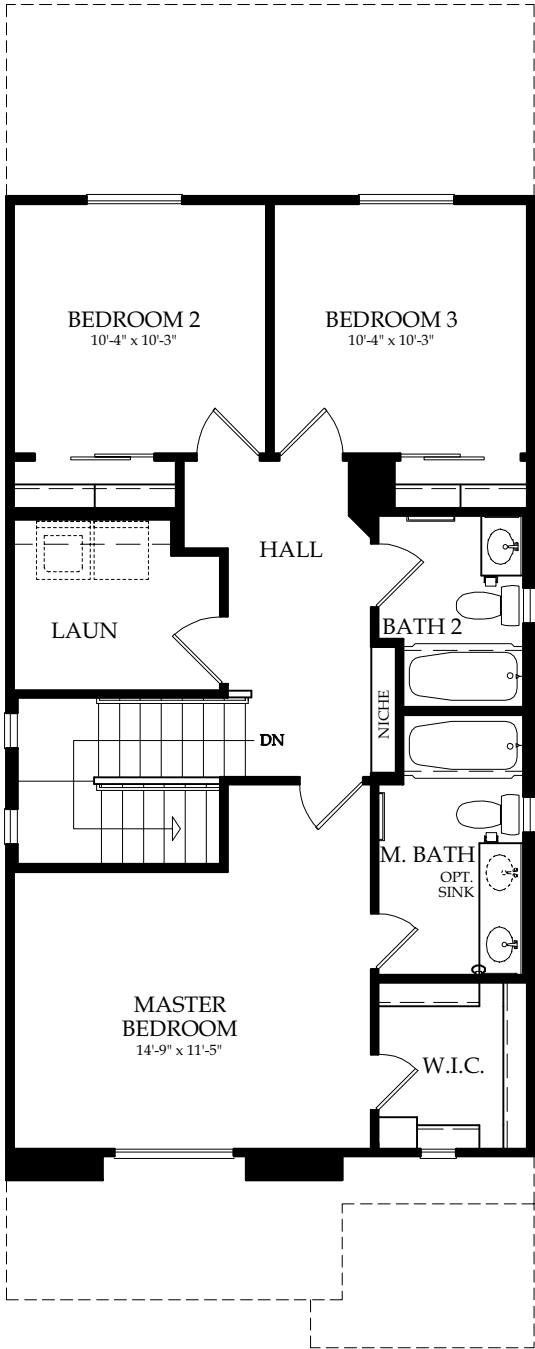 BEDROOM 2
10'-4" x 10'-3"
BEDROOM 3
10'-4" x 10'-3"
HALL
LAUN
BATH 2
NICHE
DN
M. BATH
OPT.
SINK
MASTER
BEDROOM
14'-9" x 11'-5"
W.I.C.